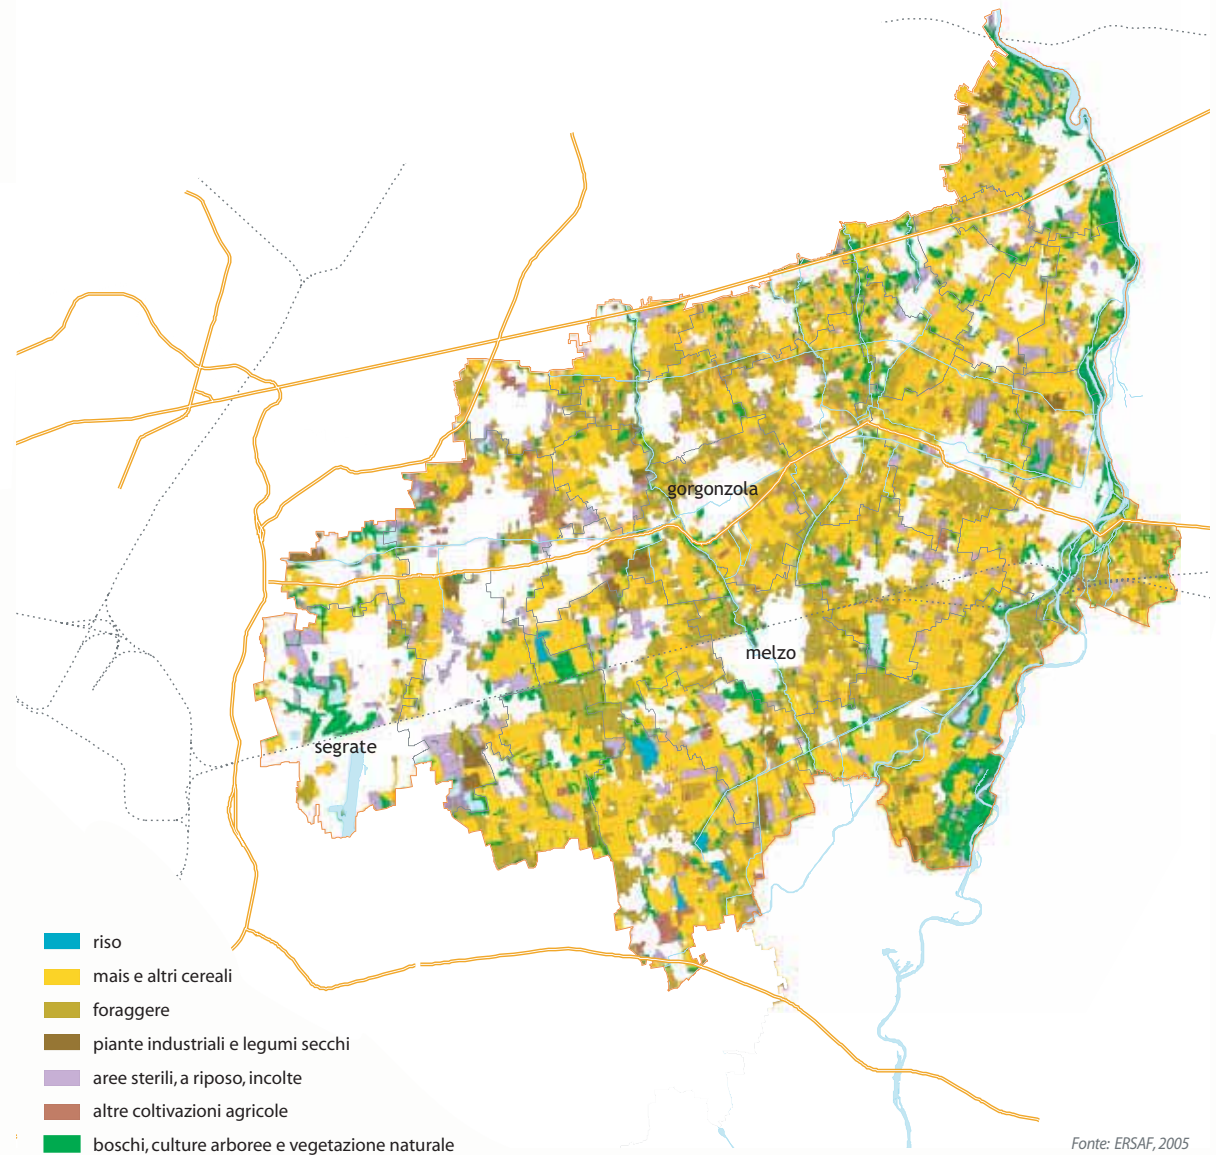 gorgonzola
melzo
segrate
riso
mais e altri cereali
foraggere
piante industriali e legumi secchi
aree sterili, a riposo, incolte
altre coltivazioni agricole
boschi, culture arboree e vegetazione naturale
Fonte: ERSAF, 2005